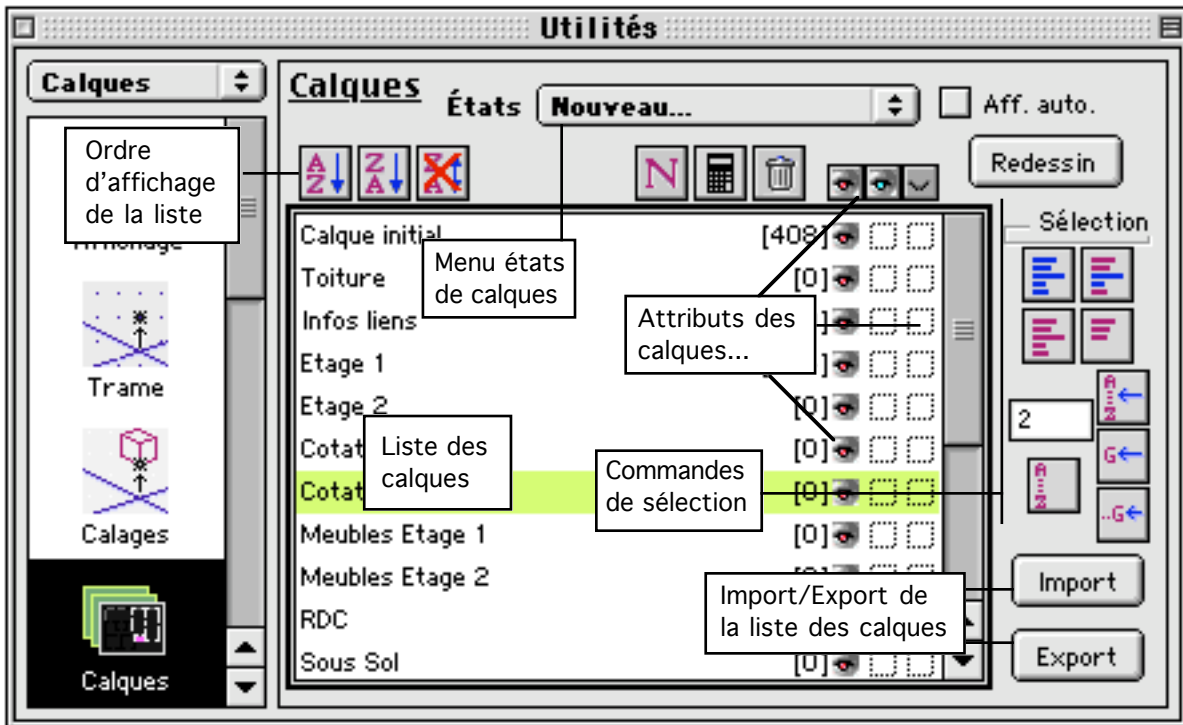 Utilités
Calques
Calques
États
Nouveau...
Aff. auto.
Redessin
Ordre
d'affichage
de la liste
Affichage
Trame
Calages
Calques
A
Z
Z
A
N
Calque initial
[408]
Toiture
[0]
Infos liens
Etage 1
Etage 2
[0]
[0]
[0]
Meubles Etage 1
[0]
Meubles Etage 2
RDC
Sous Sol
[0]
Menu états
de calques
Attributs des
calques...
Liste des
calques
Commandes
de sélection
Import/Export de
la liste des calques
Sélection
2
A
Z
A
Z
G
..G
Import
Export